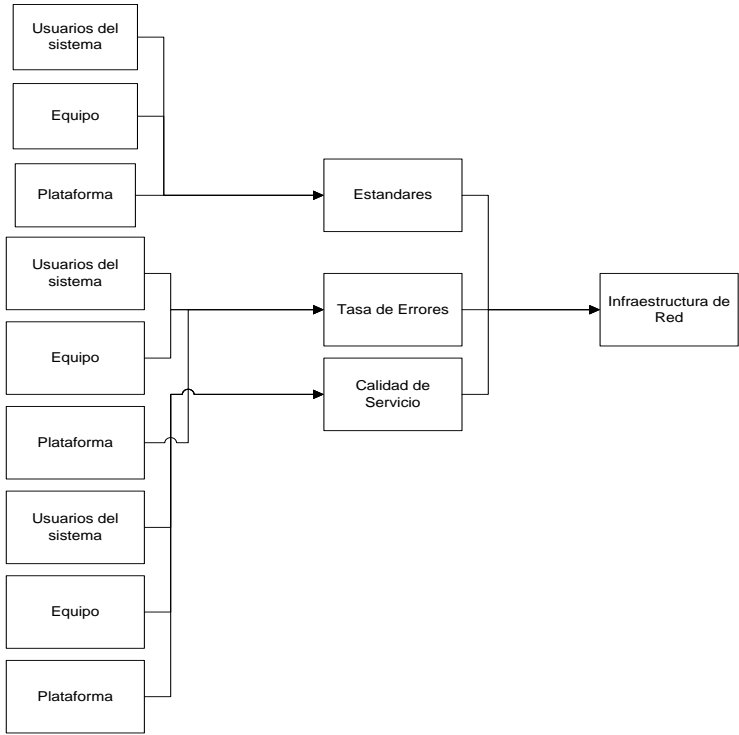 Usuarios del
sistema
Equipo
Plataforma
Estandares
Usuarios del
sistema
Equipo
Plataforma
Tasa de Errores
Infraestructura de
Red
Calidad de
Servicio
Usuarios del
sistema
Equipo
Plataforma